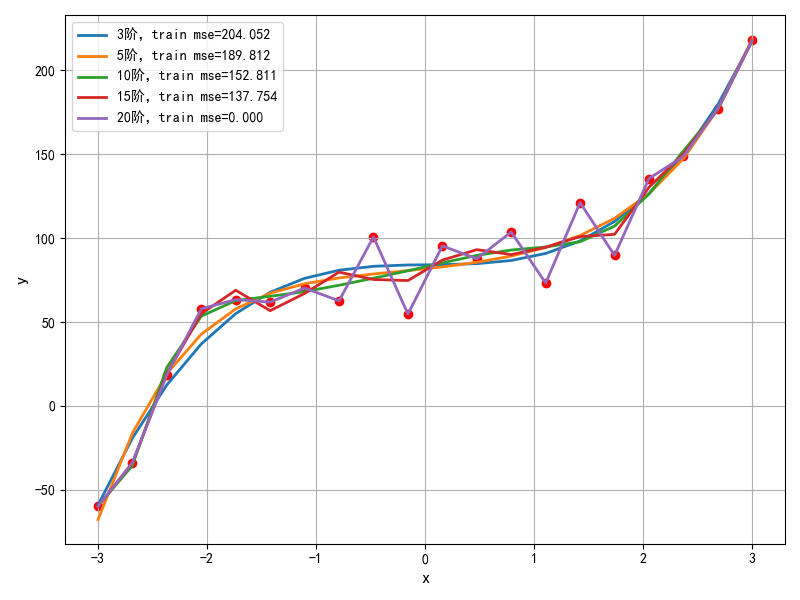 3阶, train mse=204.052
5阶, train mse=189.812
10阶, train mse=152.811
15阶, train mse=137.754
20阶, train mse=0.000
200
150
100
50
0
−50
y
−3
−2
−1
0
1
2
3
x